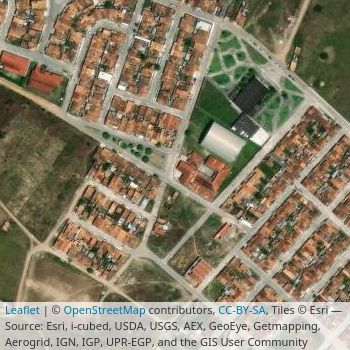 Leaflet | © OpenStreetMap contributors, CC-BY-SA, Tiles © Esri —
Source: Esri, i-cubed, USDA, USGS, AEX, GeoEye, Getmapping,
Aerogrid, IGN, IGP, UPR-EGP, and the GIS User Community